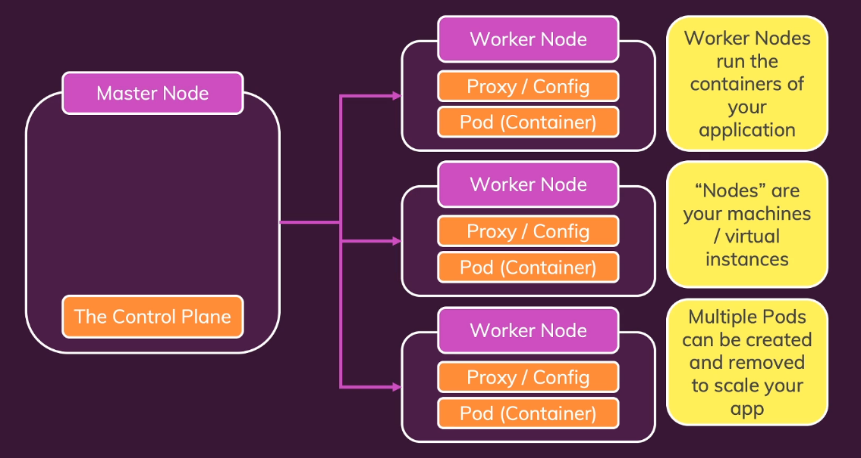 Master Node
The Control Plane
Worker Node
Proxy / Config
Pod (Container)
Worker Nodes
run the
containers of
your
application
Worker Node
Proxy / Config
Pod (Container)
“Nodes” are
your machines
/ virtual
instances
Worker Node
Proxy / Config
Pod (Container)
Multiple Pods
can be created
and removed
to scale your
app